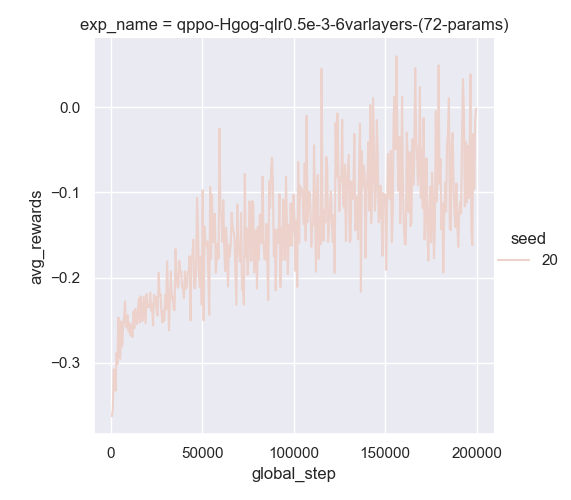 exp_name = qppo-Hgog-qlr0.5e-3-6varlayers-(72-params)
0.0
−0.1
−0.2
−0.3
avg_rewards
0 50000 100000 150000 200000
global_step
seed
20